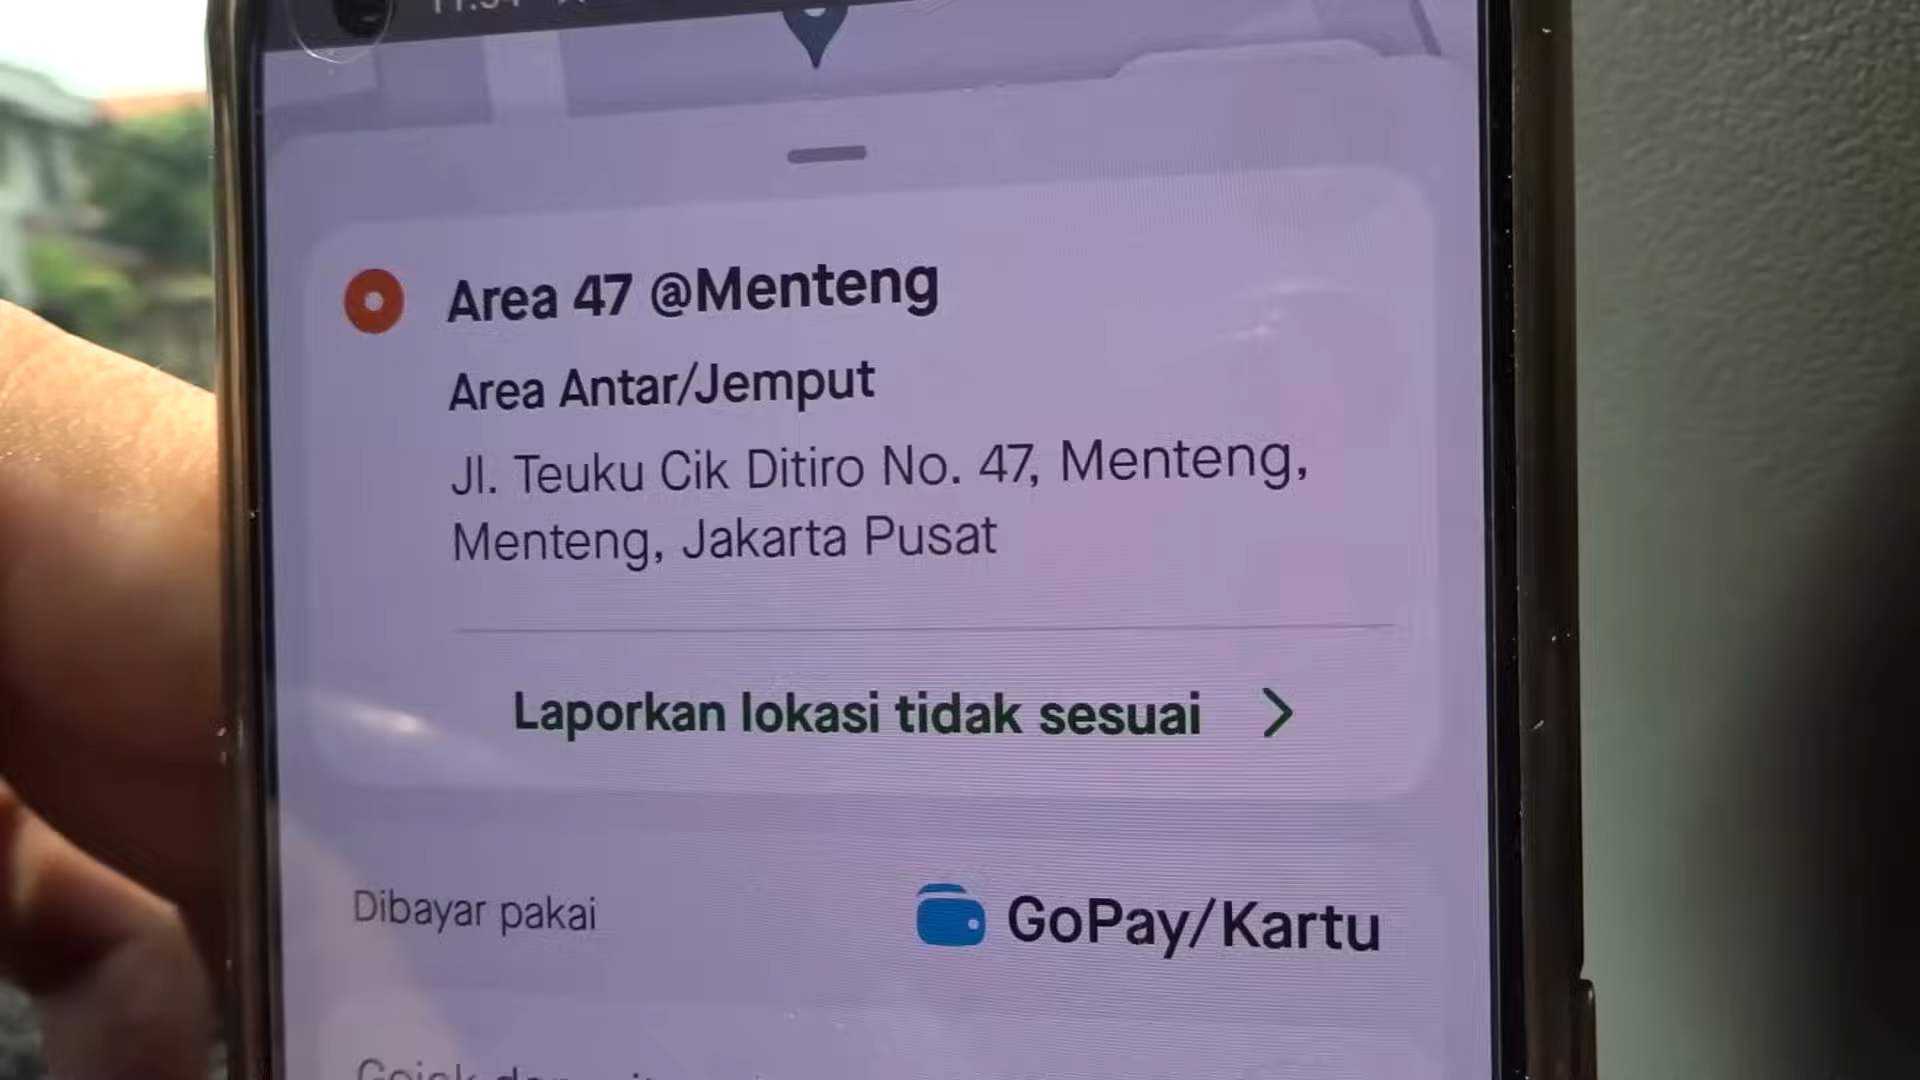 Area 47 @Menteng
Area Antar/Jemput
Jl. Teuku Cik Ditiro No. 47, Menteng,
Menteng, Jakarta Pusat
Laporkan lokasi tidak sesuai
Dibayar pakai GoPay/Kartu
Gojek